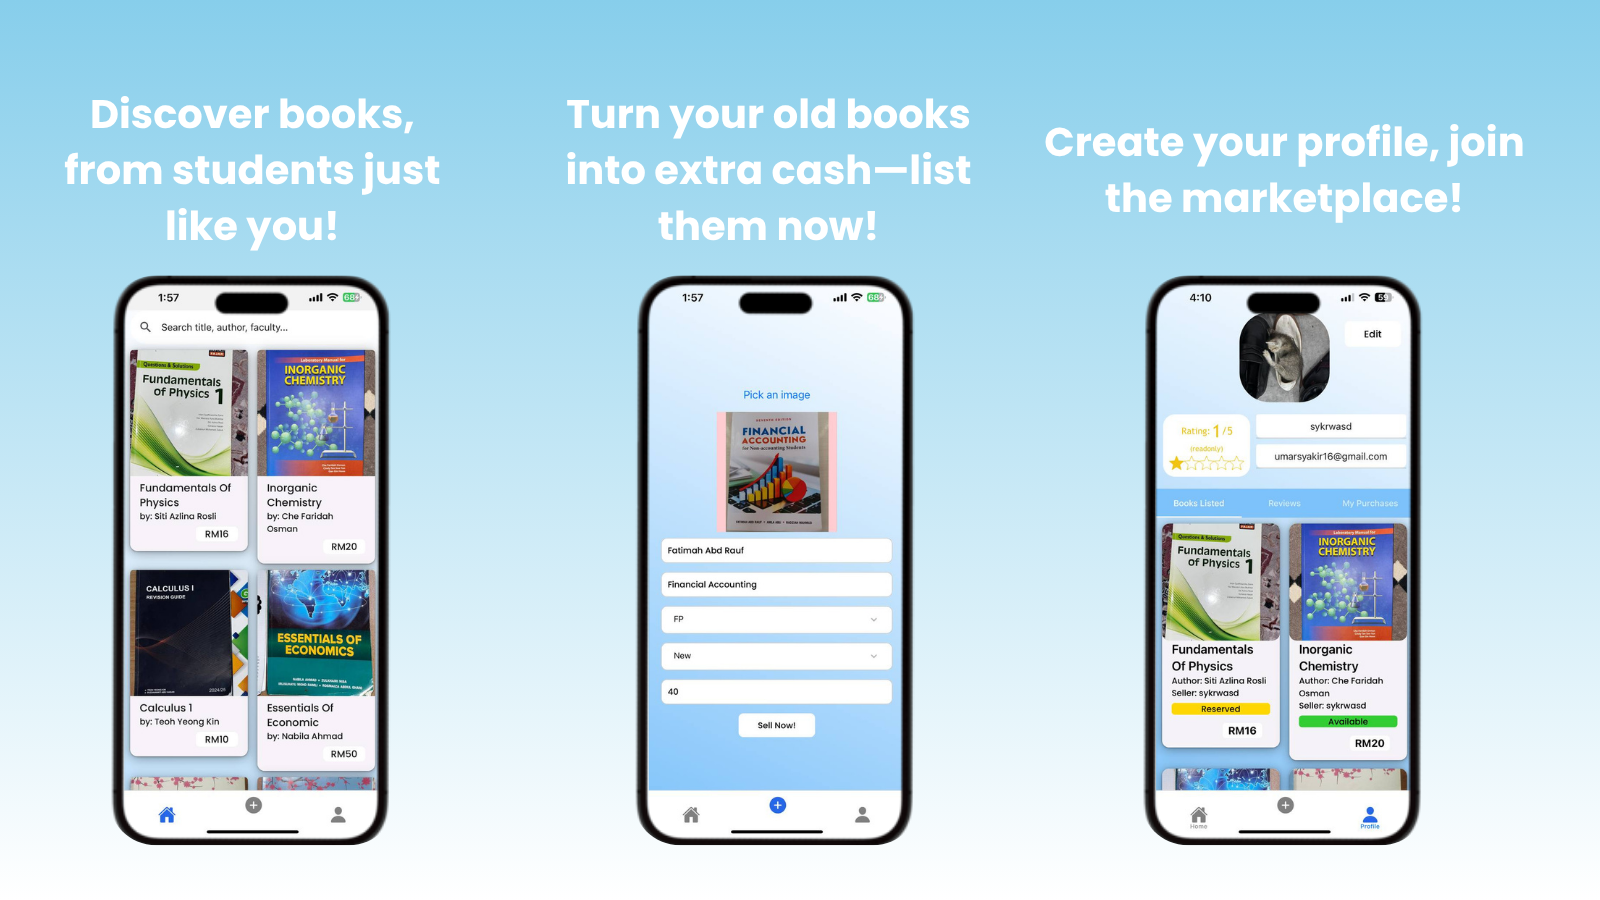 Discover books,
from students just
like you!
Turn your old books
into extra cash—list
them now!
Create your profile, join
the marketplace!
1:57
68
Search title, author, faculty...
Questions & Solutions
Fundamentals
of Physics 1
Fundamentals Of
Physics
by: Siti Azlina Rosli
RM16
Laboratory Manual for
INORGANIC
CHEMISTRY
Inorganic
Chemistry
by: Che Faridah
Osman
RM20
CALCULUS I
REVISION GUIDE
2024/25
Calculus 1
by: Teoh Yeong Kin
RM10
ESSENTIALS OF
ECONOMICS
Essentials Of
Economic
by: Nabila Ahmad
RM50
1:57
68
Pick an image
FINANCIAL
ACCOUNTING
for Non-accounting Students
Fatimah Abd Rauf
Financial Accounting
FP
New
40
Sell Now!
4:10
59
Edit
Rating: 1/5
(readonly)
sykrwasd
umarsyakir16@gmail.com
Books Listed
Reviews
My Purchases
Questions & Solutions
Fundamentals
of Physics 1
Fundamentals
Of Physics
Author: Siti Azlina Rosli
Seller: sykrwasd
Reserved
RM16
INORGANIC
CHEMISTRY
Inorganic
Chemistry
Author: Che Faridah
Osman
Seller: sykrwasd
Available
RM20
Home
Profile